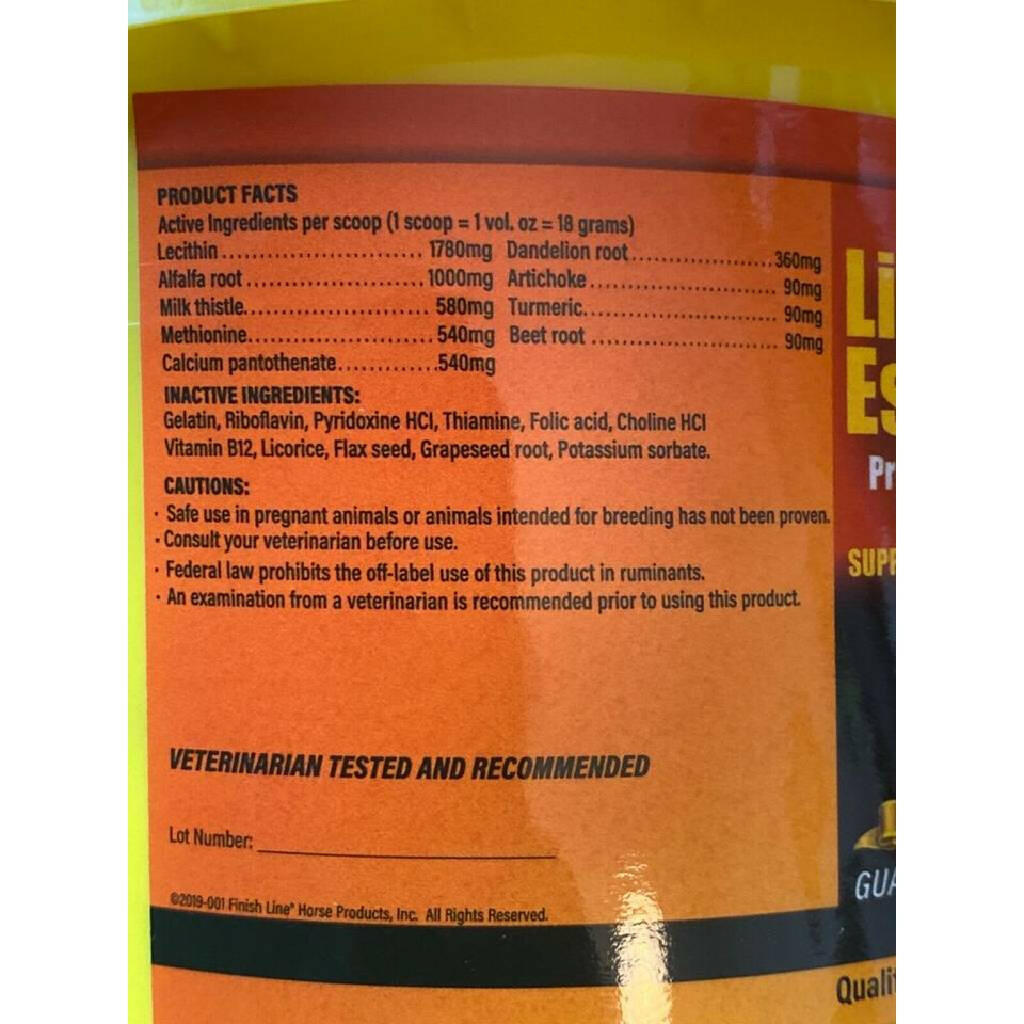 PRODUCT FACTS
Active Ingredients per scoop (1 scoop = 1 vol. oz = 18 grams)
Lecithin........................ 1780mg Dandelion root....................360mg
Alfalfa root.....................1000mg Artichoke........................... 90mg
Milk thistle...................... 580mg Turmeric............................ 90mg
Methionine...................... 540mg Beet root ........................... 90mg
Calcium pantothenate............540mg
INACTIVE INGREDIENTS:
Gelatin, Riboflavin, Pyridoxine HCl, Thiamine, Folic acid, Choline HCl
Vitamin B12, Licorice, Flax seed, Grapeseed root, Potassium sorbate.
CAUTIONS:
· Safe use in pregnant animals or animals intended for breeding has not been proven.
· Consult your veterinarian before use.
· Federal law prohibits the off-label use of this product in ruminants.
· An examination from a veterinarian is recommended prior to using this product.
VETERINARIAN TESTED AND RECOMMENDED
Lot Number:
©2019-001 Finish Line® Horse Products, Inc. All Rights Reserved.
Li
Es
Pr
SUPP
GUA
Qualit